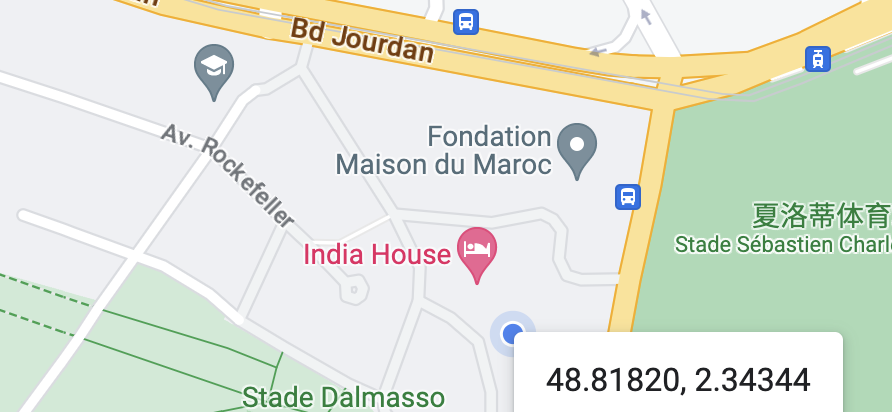 Bd Jourdan
Av. Rockefeller
Fondation
Maison du Maroc
夏洛蒂体育
Stade Sébastien Charl
India House
48.81820, 2.34344
Stade Dalmasso